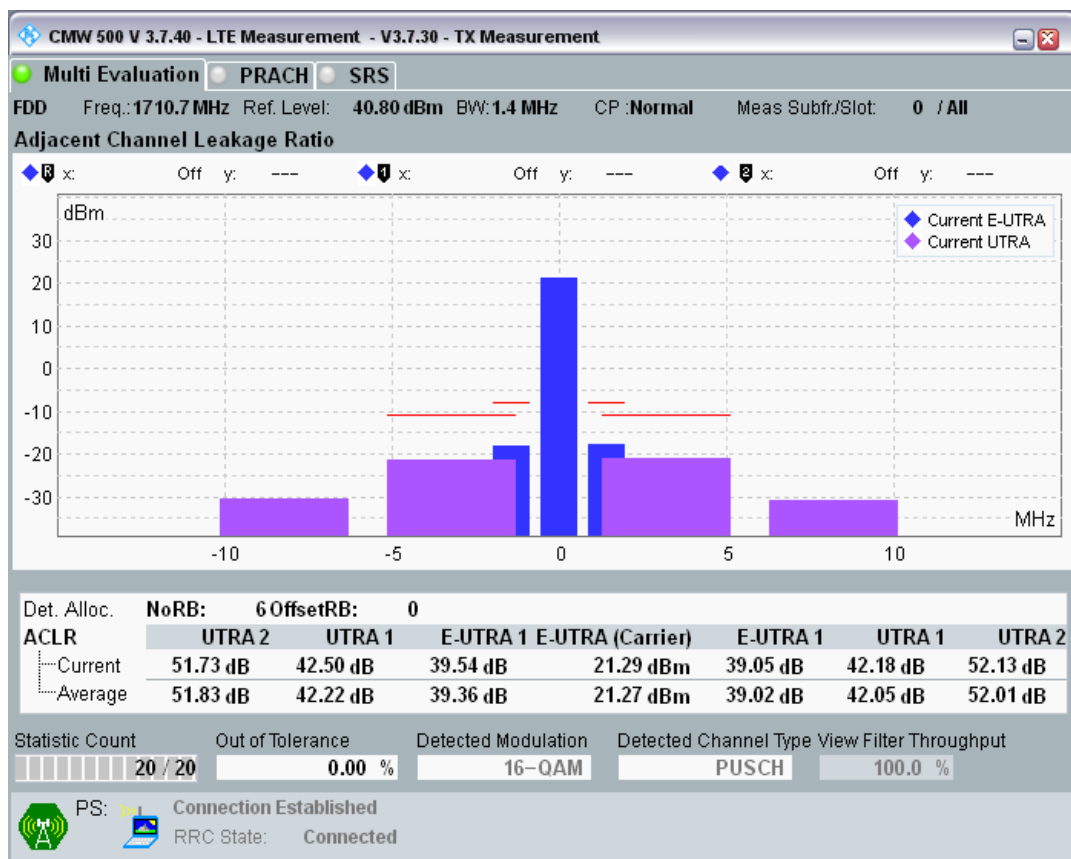 CMW 500 V 3.7.40 - LTE Measurement - V3.7.30 - TX Measurement
Multi Evaluation PRACH SRS
FDD Freq.: 1710.7 MHz Ref. Level: 40.80 dBm BW: 1.4 MHz CP : Normal Meas Subfr./Slot: 0 / All
Adjacent Channel Leakage Ratio
R x: Off y: --- 1 x: Off y: --- 2 x: Off y: ---
dBm
Current E-UTRA
Current UTRA
30
20
10
0
-10
-20
-30
MHz
-10 -5 0 5 10
Det. Alloc. NoRB: 6 OffsetRB: 0
ACLR UTRA 2 UTRA 1 E-UTRA 1 E-UTRA (Carrier) E-UTRA 1 UTRA 1 UTRA 2
Current 51.73 dB 42.50 dB 39.54 dB 21.29 dBm 39.05 dB 42.18 dB 52.13 dB
Average 51.83 dB 42.22 dB 39.36 dB 21.27 dBm 39.02 dB 42.05 dB 52.01 dB
Statistic Count Out of Tolerance Detected Modulation Detected Channel Type View Filter Throughput
20 / 20 0.00 % 16-QAM PUSCH 100.0 %
PS: Connection Established
RRC State: Connected